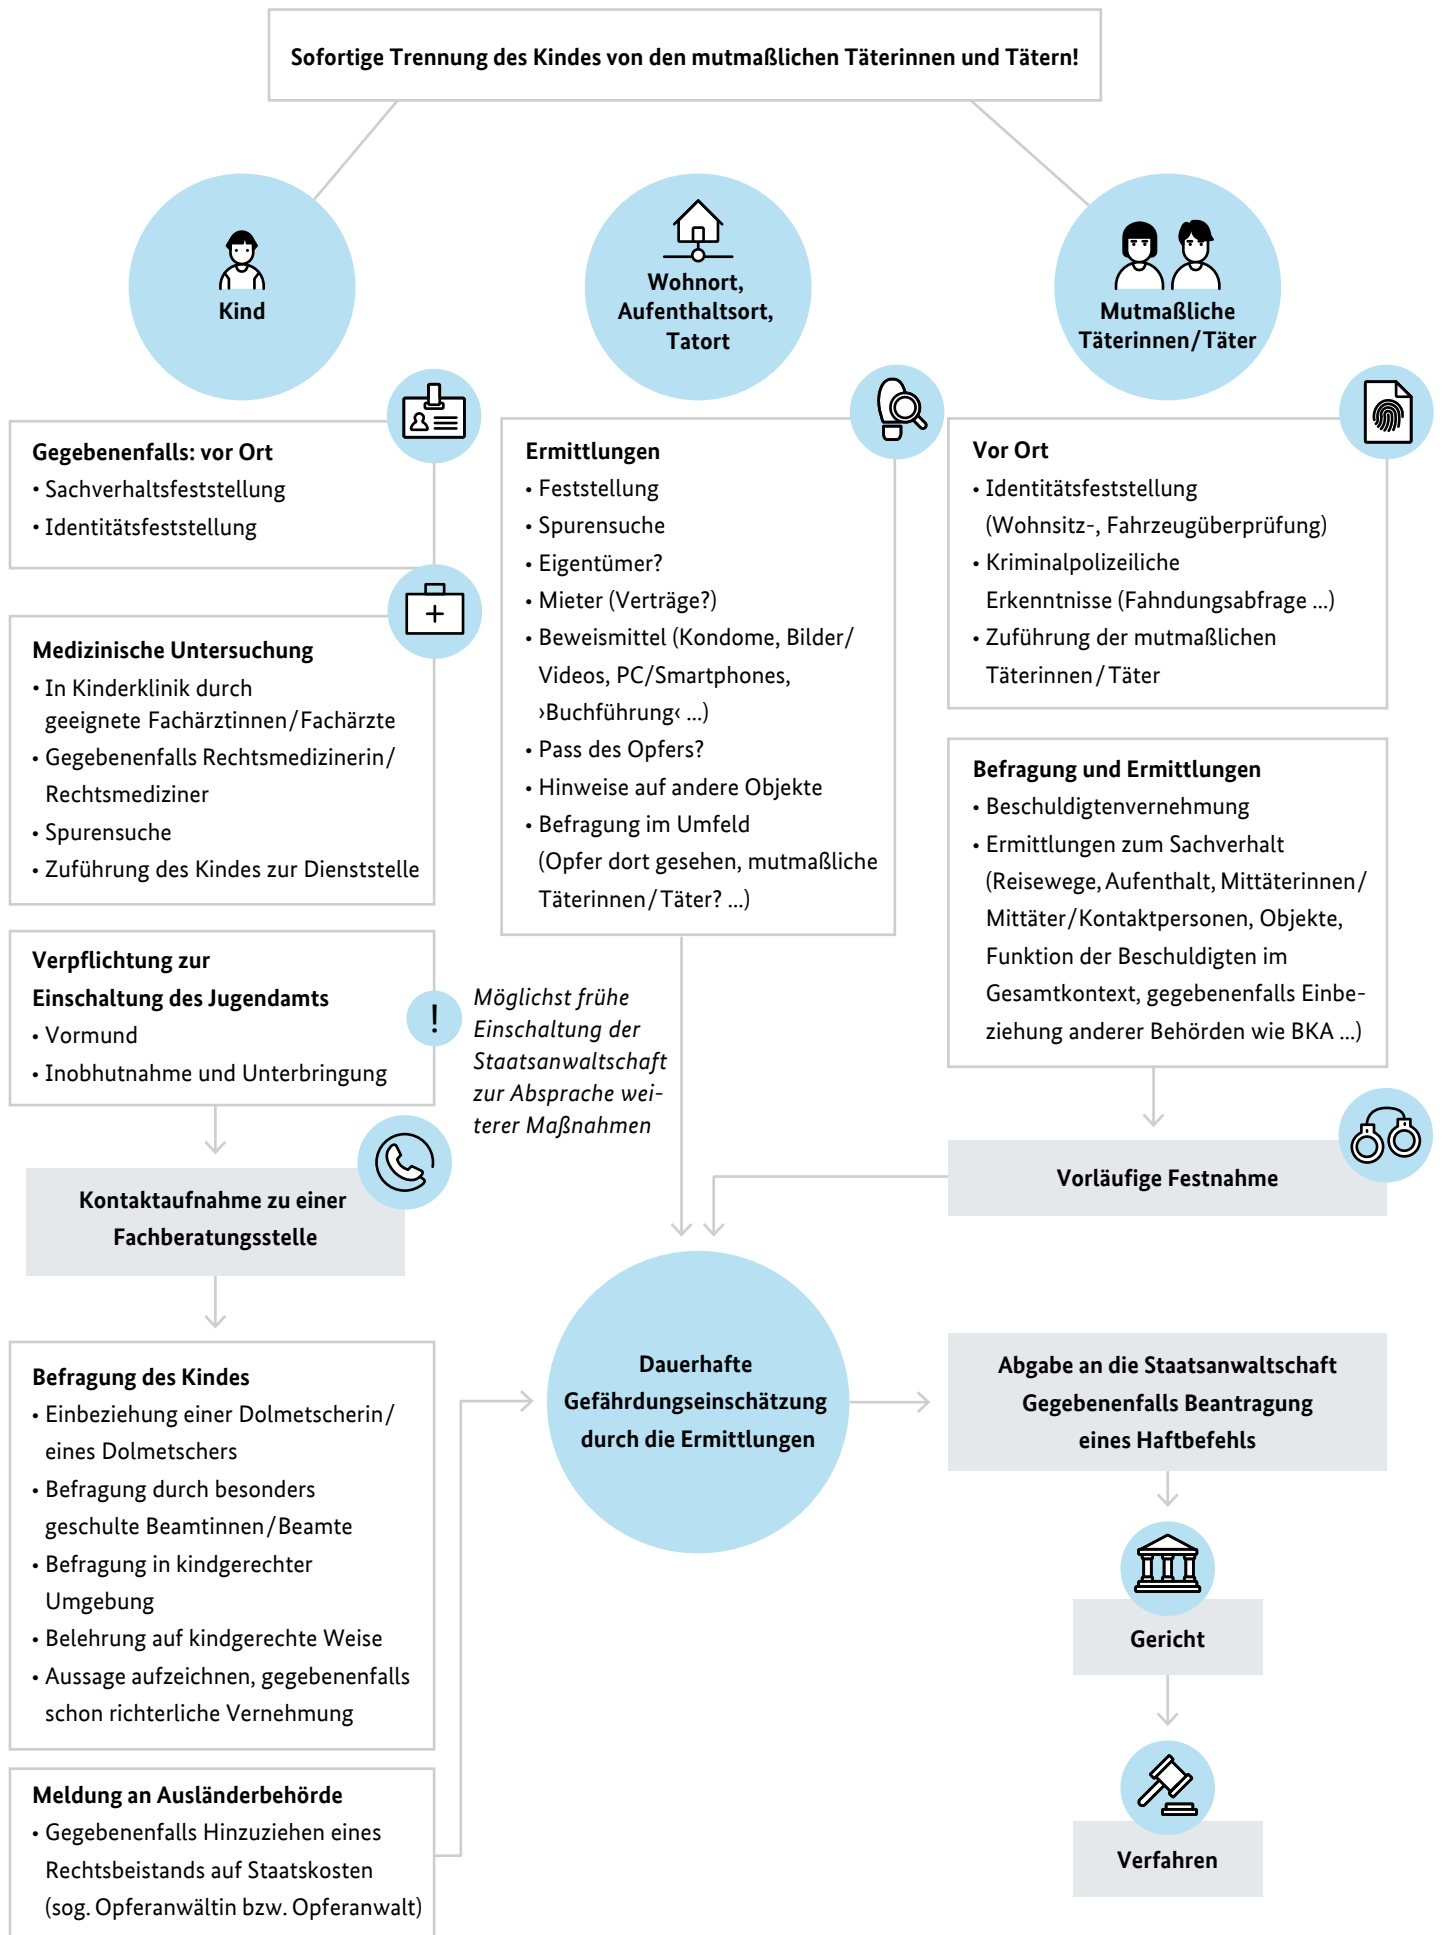 Sofortige Trennung des Kindes von den mutmaßlichen Täterinnen und Tätern!
Kind
Wohnort,
Aufenthaltsort,
Tatort
Mutmaßliche
Täterinnen/Täter
Gegebenenfalls: vor Ort
• Sachverhaltsfeststellung
• Identitätsfeststellung
Medizinische Untersuchung
• In Kinderklinik durch
geeignete Fachärztinnen/Fachärzte
• Gegebenenfalls Rechtsmedizinerin/
Rechtsmediziner
• Spurensuche
• Zuführung des Kindes zur Dienststelle
Verpflichtung zur
Einschaltung des Jugendamts
• Vormund
• Inobhutnahme und Unterbringung
Kontaktaufnahme zu einer
Fachberatungsstelle
Befragung des Kindes
• Einbeziehung einer Dolmetscherin/
eines Dolmetschers
• Befragung durch besonders
geschulte Beamtinnen/Beamte
• Befragung in kindgerechter
Umgebung
• Belehrung auf kindgerechte Weise
• Aussage aufzeichnen, gegebenenfalls
schon richterliche Vernehmung
Meldung an Ausländerbehörde
• Gegebenenfalls Hinzuziehen eines
Rechtsbeistands auf Staatskosten
(sog. Opferanwältin bzw. Opferanwalt)
Ermittlungen
• Feststellung
• Spurensuche
• Eigentümer?
• Mieter (Verträge?)
• Beweismittel (Kondome, Bilder/
Videos, PC/Smartphones,
›Buchführung‹ ...)
• Pass des Opfers?
• Hinweise auf andere Objekte
• Befragung im Umfeld
(Opfer dort gesehen, mutmaßliche
Täterinnen/Täter? ...)
!
Möglichst frühe
Einschaltung der
Staatsanwaltschaft
zur Absprache wei-
terer Maßnahmen
Vor Ort
• Identitätsfeststellung
(Wohnsitz-, Fahrzeugüberprüfung)
• Kriminalpolizeiliche
Erkenntnisse (Fahndungsabfrage ...)
• Zuführung der mutmaßlichen
Täterinnen/Täter
Befragung und Ermittlungen
• Beschuldigtenvernehmung
• Ermittlungen zum Sachverhalt
(Reisewege, Aufenthalt, Mittäterinnen/
Mittäter/Kontaktpersonen, Objekte,
Funktion der Beschuldigten im
Gesamtkontext, gegebenenfalls Einbe-
ziehung anderer Behörden wie BKA ...)
Vorläufige Festnahme
Dauerhafte
Gefährdungseinschätzung
durch die Ermittlungen
Abgabe an die Staatsanwaltschaft
Gegebenenfalls Beantragung
eines Haftbefehls
Gericht
Verfahren